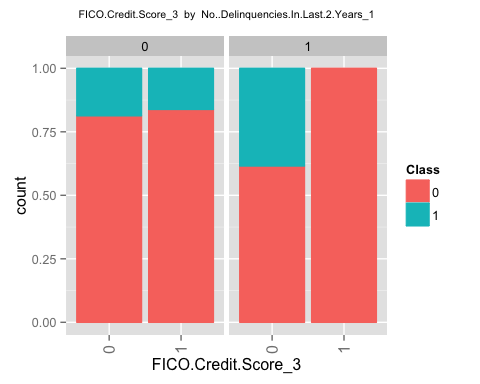 FICO.Credit.Score_3 by No..Delinquencies.In.Last.2.Years_1
0 1
1.00
0.75
0.50
0.25
0.00
count
0 1 0 1
FICO.Credit.Score_3
Class
0
1